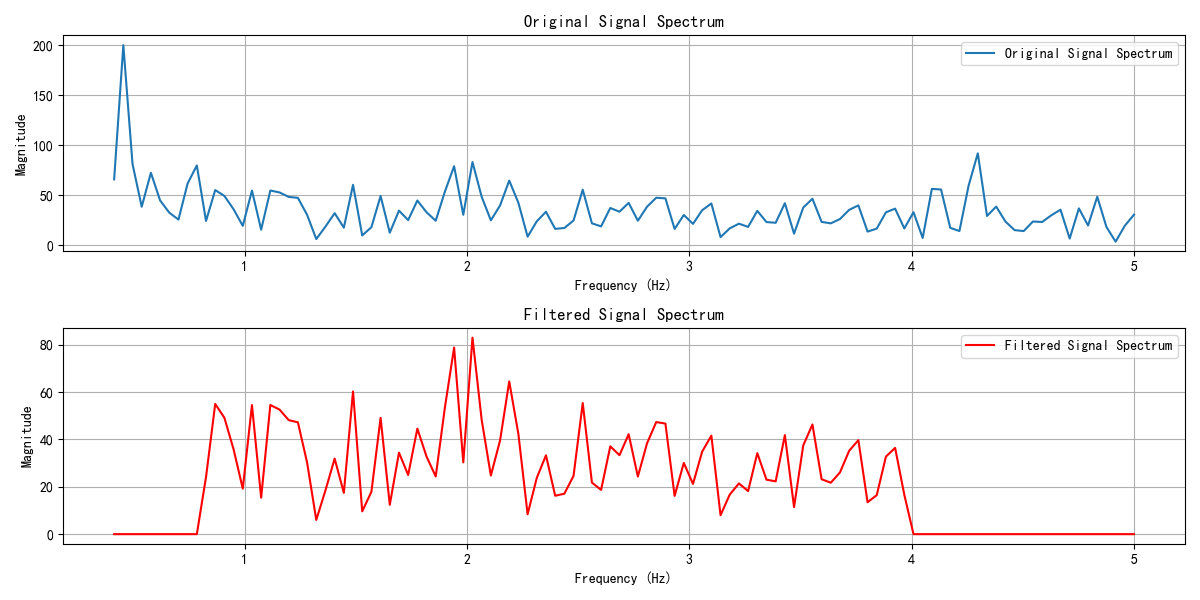 Original Signal Spectrum
Magnitude
200
150
100
50
0
Original Signal Spectrum
1 2 3 4 5
Frequency (Hz)
Filtered Signal Spectrum
Magnitude
80
60
40
20
0
Filtered Signal Spectrum
1 2 3 4 5
Frequency (Hz)